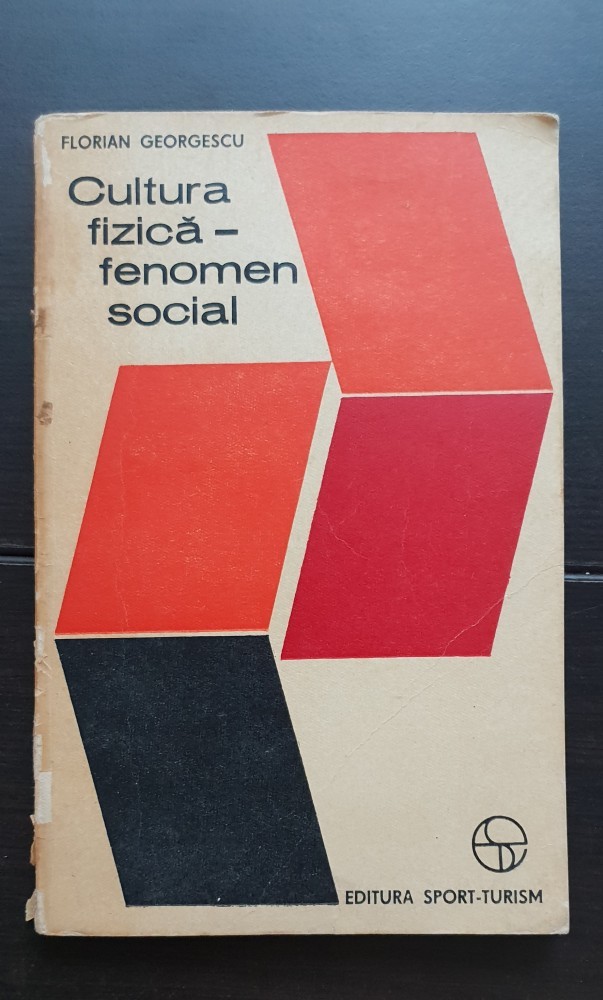 FLORIAN GEORGESCU
Cultura
fizică –
fenomen
social
EDITURA SPORT-TURISM